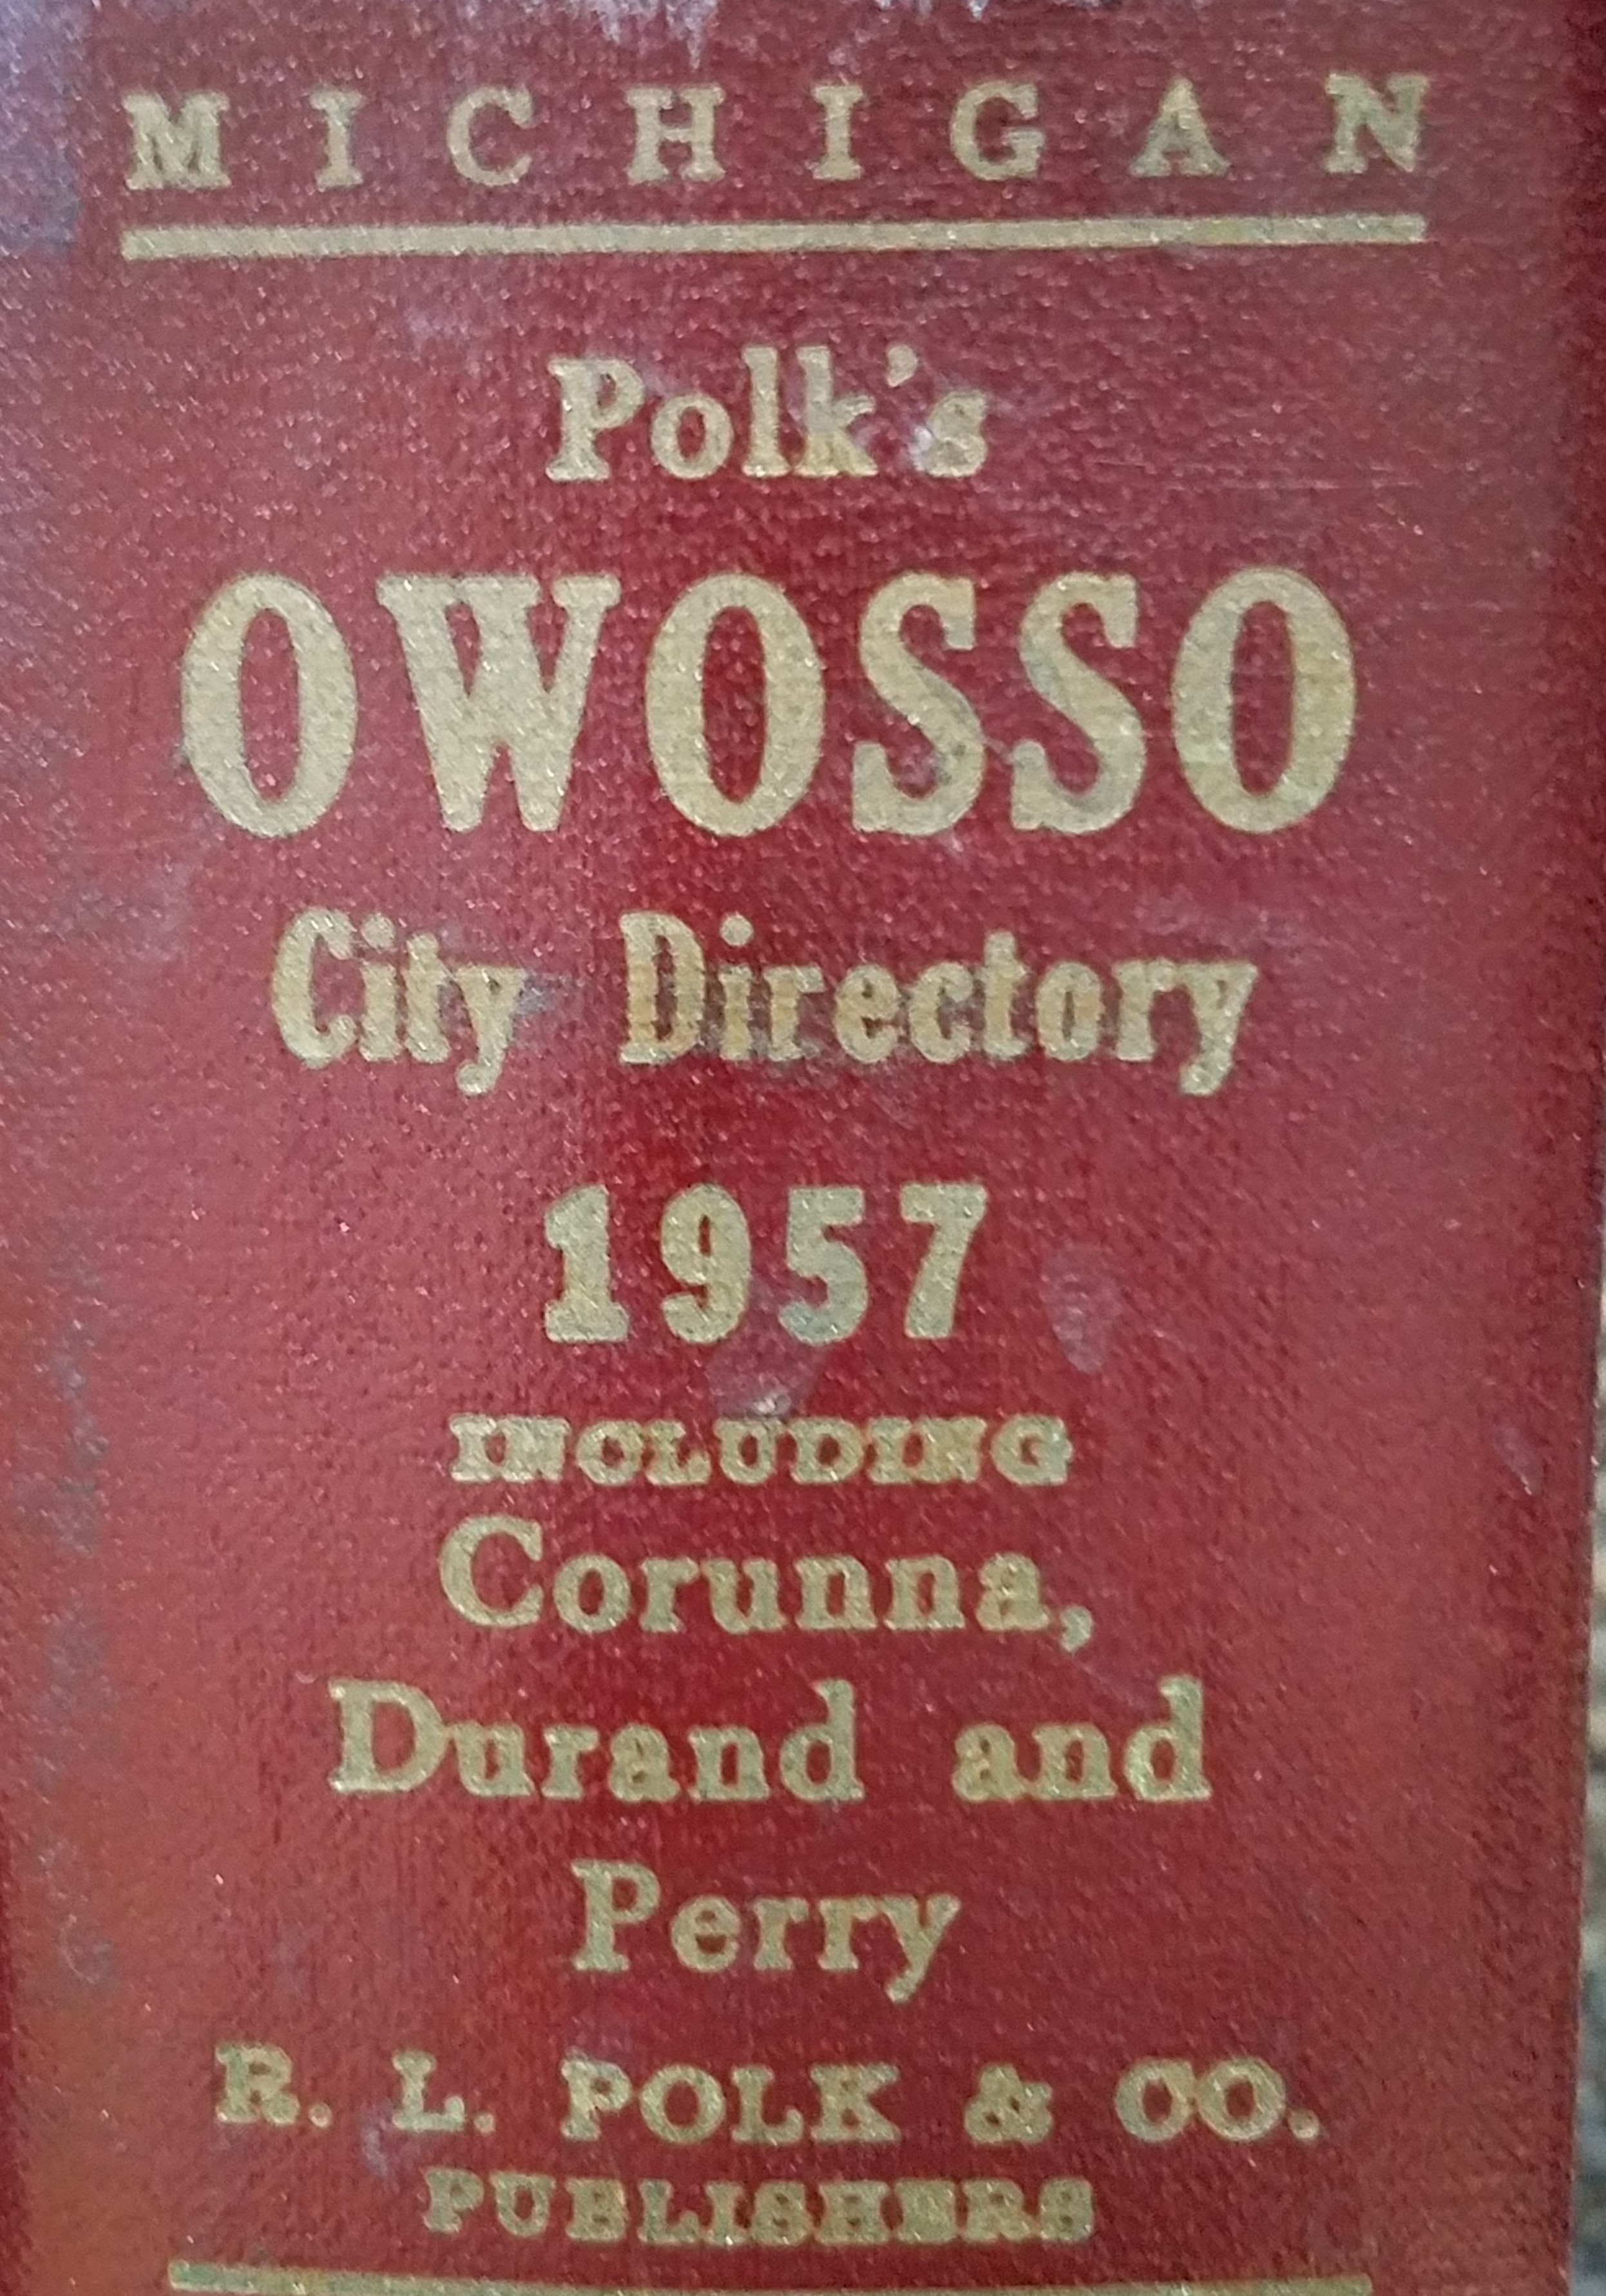 MICHIGAN
Polk's
OWOSSO
City Directory
1957
INCLUDING
Corunna,
Durand and
Perry
R. L. POLK & CO.
PUBLISHERS